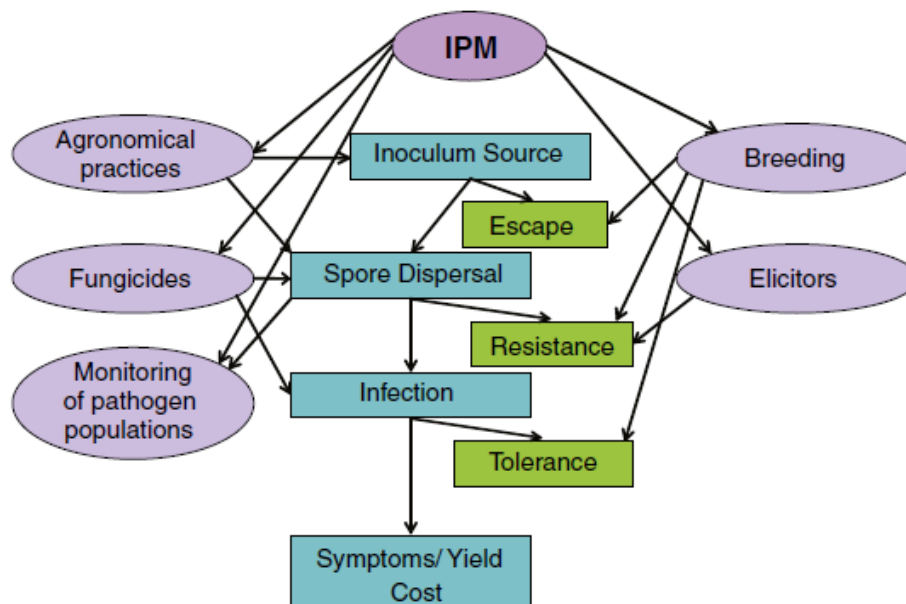 IPM
Agronomical
practices
Inoculum Source
Breeding
Escape
Fungicides
Spore Dispersal
Elicitors
Resistance
Monitoring
of pathogen
populations
Infection
Tolerance
Symptoms/ Yield
Cost